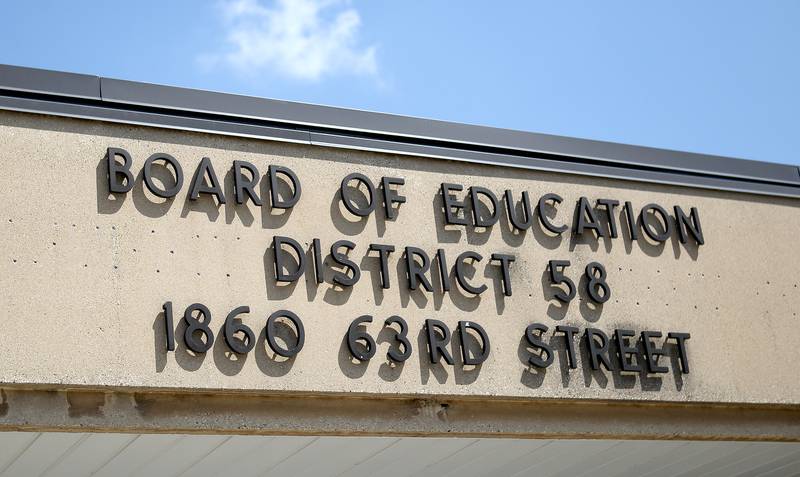 BOARD OF EDUCATION
DISTRICT 58
1860 63RD STREET